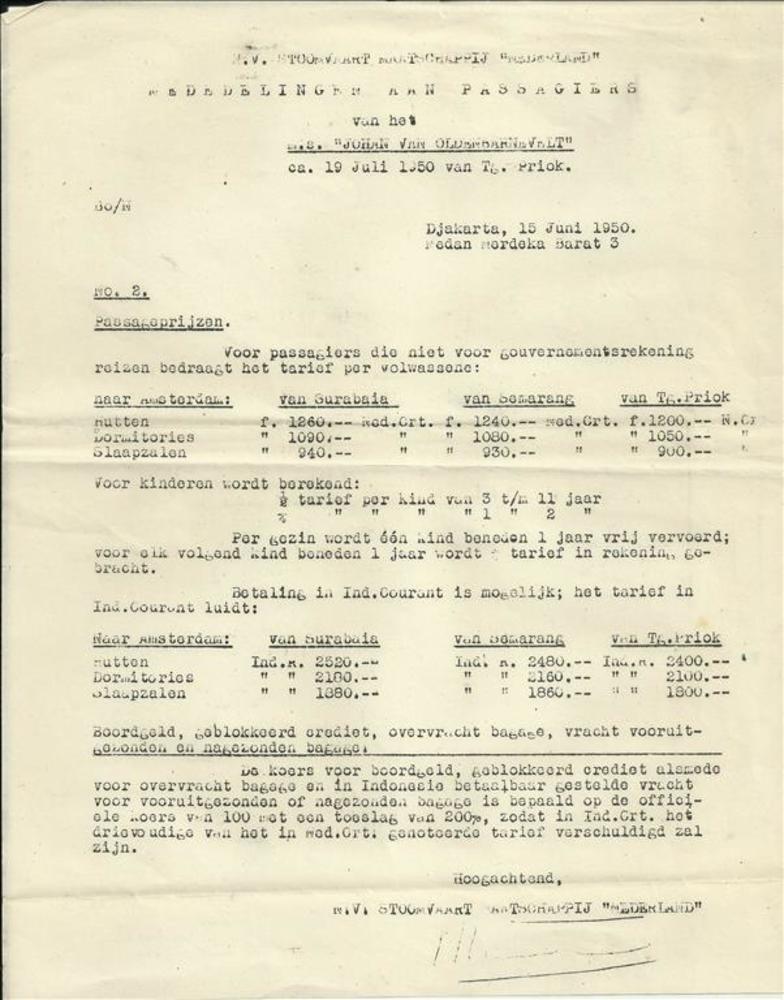 N.V. STOOMVAART MAATSCHAPPIJ "NEDERLAND"
MEDEDELINGEN AAN PASSAGIERS
van het
m.s. "JOHAN VAN OLDENBARNEVELT"
ca. 19 Juli 1950 van Tg. Priok.
Bo/N
Djakarta, 15 Juni 1950.
Medan Merdeka Barat 3
No. 2.
Passageprijzen.
Voor passagiers die niet voor gouvernementsrekening
reizen bedraagt het tarief per volwassene:
naar Amsterdam: van Surabaia van Semarang van Tg.Priok
Hutten f. 1260.-- Ned.Crt. f. 1240.-- Ned.Crt. f.1200.-- N.Cr
Dormitories " 1090.-- " " 1080.-- " " 1050.-- "
Slaapzalen " 940.-- " " 930.-- " " 900.-- "
Voor kinderen wordt berekend:
½ tarief per kind van 3 t/m 11 jaar
" " " " 1 " 2 "
Per gezin wordt één kind beneden 1 jaar vrij vervoerd;
voor elk volgend kind beneden 1 jaar wordt tarief in rekening ge-
bracht.
Betaling in Ind.Courant is mogelijk; het tarief in
Ind.Courant luidt:
Naar Amsterdam: van Surabaia van Semarang van Tg.Priok
Hutten Ind.K. 2520.-- Ind. K. 2480.-- Ind.K. 2400.--
Dormitories " " 2180.-- " " 2160.-- " " 2100.--
Slaapzalen " " 1880.-- " " 1860.-- " " 1800.--
Boordgeld, geblokkeerd crediet, overvracht bagage, vracht vooruit-
gezonden en nagezonden bagage.
De koers voor boordgeld, geblokkeerd crediet alsmede
voor overvracht bagage en in Indonesie betaalbaar gestelde vracht
voor vooruitgezonden of nagezonden bagage is bepaald op de offici-
ele koers van 100 met een toeslag van 200%, zodat in Ind.Crt. het
drievoudige van het in Ned.Crt. genoteerde tarief verschuldigd zal
zijn.
Hoogachtend,
N.V. STOOMVAART MAATSCHAPPIJ "NEDERLAND"